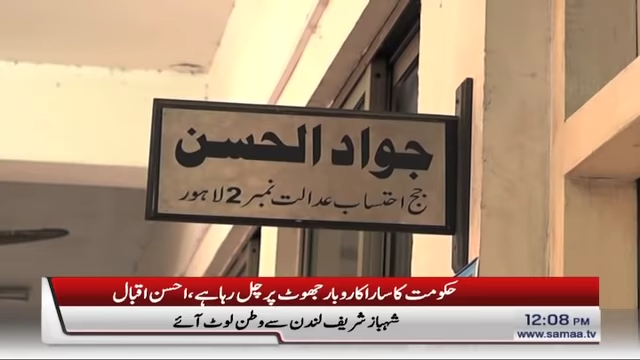 جواد الحسن
جج احتساب عدالت نمبر 2 لاہور
حکومت کا سارا کاروبار جھوٹ پر چل رہا ہے، احسن اقبال
شہباز شریف لندن سے وطن لوٹ آئے
12:08 PM
www.samaa.tv